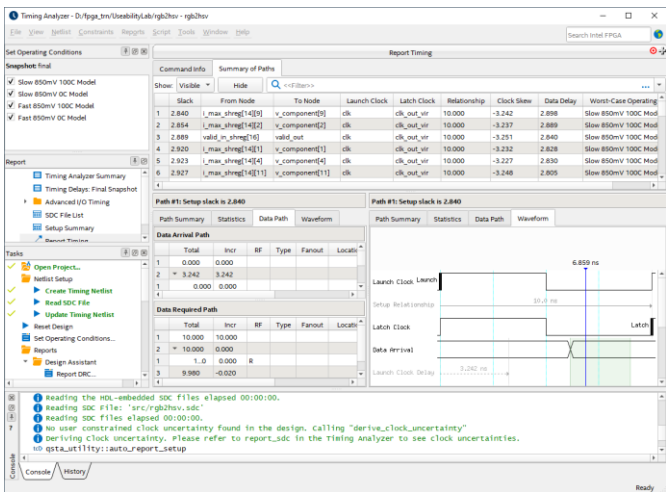 Timing Analyzer - D:/fpga_trn/UseabilityLab/rgb2hsv - rgb2hsv
File View Netlist Constraints Reports Script Tools Window Help
Search Intel FPGA
Set Operating Conditions
Report Timing
Snapshot: final
Slow 850mV 100C Model
Slow 850mV 0C Model
Fast 850mV 100C Model
Fast 850mV 0C Model
Command Info Summary of Paths
Show: Visible Hide <<Filter>> ...
Slack From Node To Node Launch Clock Latch Clock Relationship Clock Skew Data Delay Worst-Case Operating
1 2.840 i_max_shreg[14][9] v_component[9] clk clk_out_vir 10.000 -3.242 2.898 Slow 850mV 100C Mod
2 2.854 i_max_shreg[14][2] v_component[2] clk clk_out_vir 10.000 -3.237 2.889 Slow 850mV 100C Mod
3 2.889 valid_in_shreg[16] valid_out clk clk_out_vir 10.000 -3.251 2.840 Slow 850mV 100C Mod
4 2.920 i_max_shreg[14][1] v_component[1] clk clk_out_vir 10.000 -3.232 2.828 Slow 850mV 100C Mod
5 2.923 i_max_shreg[14][4] v_component[4] clk clk_out_vir 10.000 -3.227 2.830 Slow 850mV 100C Mod
6 2.927 i_max_shreg[14][11] v_component[11] clk clk_out_vir 10.000 -3.248 2.805 Slow 850mV 100C Mod
Report
Timing Analyzer Summary
Timing Delays: Final Snapshot
Advanced I/O Timing
SDC File List
Setup Summary
Report Timing
Tasks
Open Project...
Netlist Setup
Create Timing Netlist
Read SDC File
Update Timing Netlist
Reset Design
Set Operating Conditions...
Reports
Design Assistant
Report DRC...
Path #1: Setup slack is 2.840
Path Summary Statistics Data Path Waveform
Data Arrival Path
Total Incr RF Type Fanout Locatio
1 0.000 0.000
2 3.242 3.242
1 0.000 0.000
Data Required Path
Total Incr RF Type Fanout Locatio
1 10.000 10.000
2 10.000 0.000
1 1...0 0.000 R
3 9.980 -0.020
Path #1: Setup slack is 2.840
Path Summary Statistics Data Path Waveform
6.859 ns
Launch Clock Launch
Setup Relationship
Latch Clock Latch
Data Arrival
Launch Clock Delay 3.242 ns
Reading the HDL-embedded SDC files elapsed 00:00:00.
Reading SDC File: 'src/rgb2hsv.sdc'
Reading SDC files elapsed 00:00:00.
No user constrained clock uncertainty found in the design. Calling "derive_clock_uncertainty"
Deriving Clock Uncertainty. Please refer to report_sdc in the Timing Analyzer to see clock uncertainties.
qsta_utility::auto_report_setup
Console
Console History
Ready